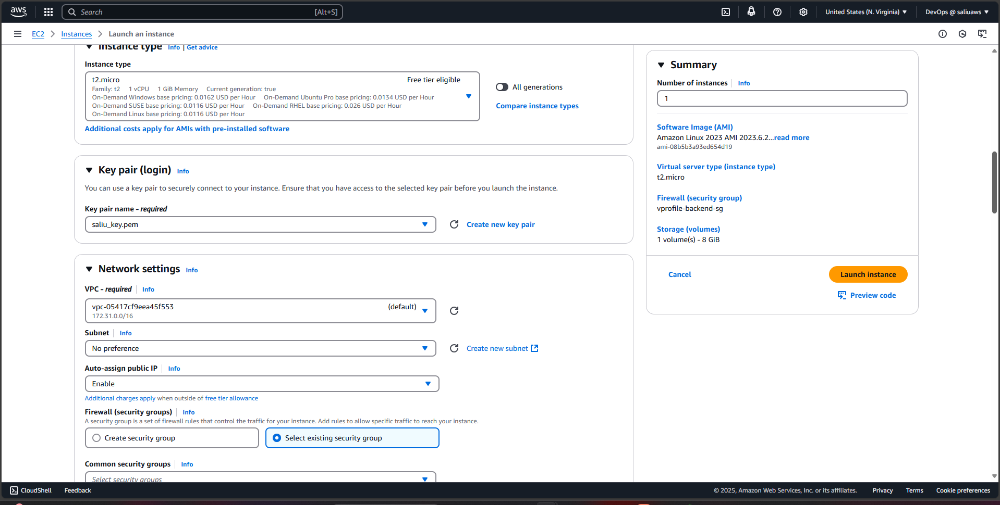 aws
Search [Alt+S]
United States (N. Virginia)
DevOps @ saliuaws
EC2
Instances
Launch an instance
Instance type Info | Get advice
Instance type
t2.micro Free tier eligible
Family: t2 1 vCPU 1 GiB Memory Current generation: true
On-Demand Windows base pricing: 0.0162 USD per Hour On-Demand Ubuntu Pro base pricing: 0.0134 USD per Hour
On-Demand SUSE base pricing: 0.0116 USD per Hour On-Demand RHEL base pricing: 0.026 USD per Hour
On-Demand Linux base pricing: 0.0116 USD per Hour
All generations
Compare instance types
Additional costs apply for AMIs with pre-installed software
Key pair (login) Info
You can use a key pair to securely connect to your instance. Ensure that you have access to the selected key pair before you launch the instance.
Key pair name - required
saliu_key.pem
Create new key pair
Network settings Info
VPC - required Info
vpc-05417cf9eea45f553 (default)
172.31.0.0/16
Subnet Info
No preference
Create new subnet
Auto-assign public IP Info
Enable
Additional charges apply when outside of free tier allowance
Firewall (security groups) Info
A security group is a set of firewall rules that control the traffic for your instance. Add rules to allow specific traffic to reach your instance.
Create security group
Select existing security group
Common security groups Info
Select security groups
Summary
Number of instances Info
1
Software Image (AMI)
Amazon Linux 2023 AMI 2023.6.2...read more
ami-08b5b3a93ed654d19
Virtual server type (instance type)
t2.micro
Firewall (security group)
vprofile-backend-sg
Storage (volumes)
1 volume(s) - 8 GiB
Cancel
Launch instance
Preview code
CloudShell
Feedback
© 2025, Amazon Web Services, Inc. or its affiliates.
Privacy
Terms
Cookie preferences